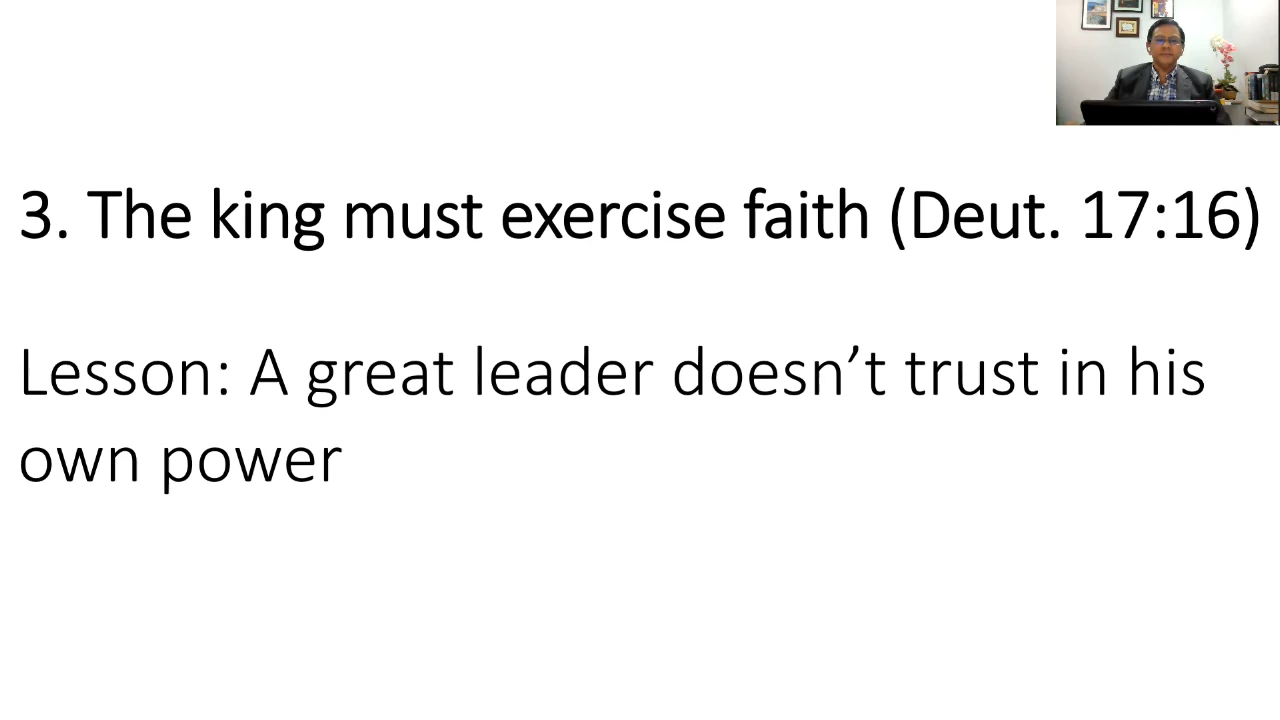 3. The king must exercise faith (Deut. 17:16)
Lesson: A great leader doesn’t trust in his
own power